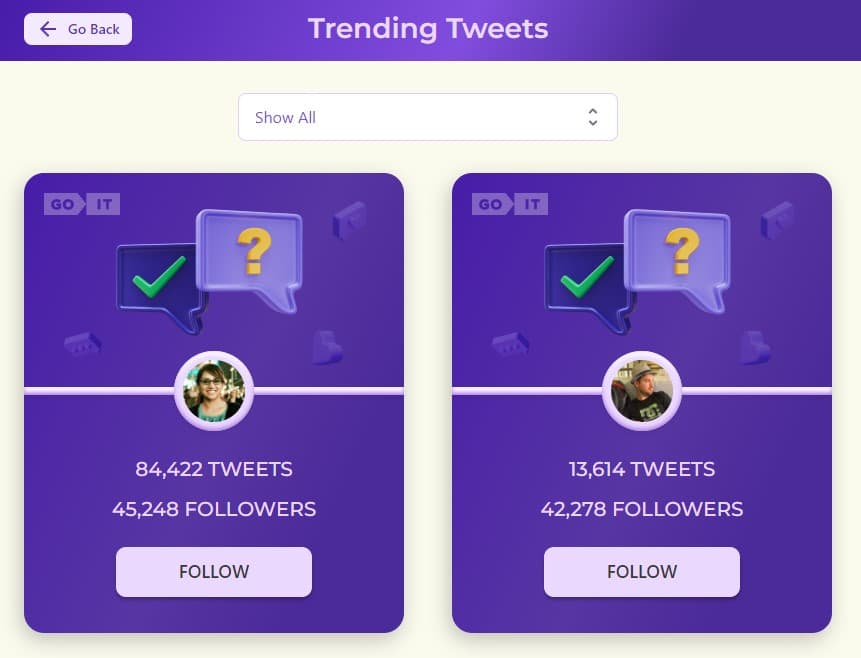 Go Back
Trending Tweets
Show All
GO IT
?
84,422 TWEETS
45,248 FOLLOWERS
FOLLOW
GO IT
?
13,614 TWEETS
42,278 FOLLOWERS
FOLLOW